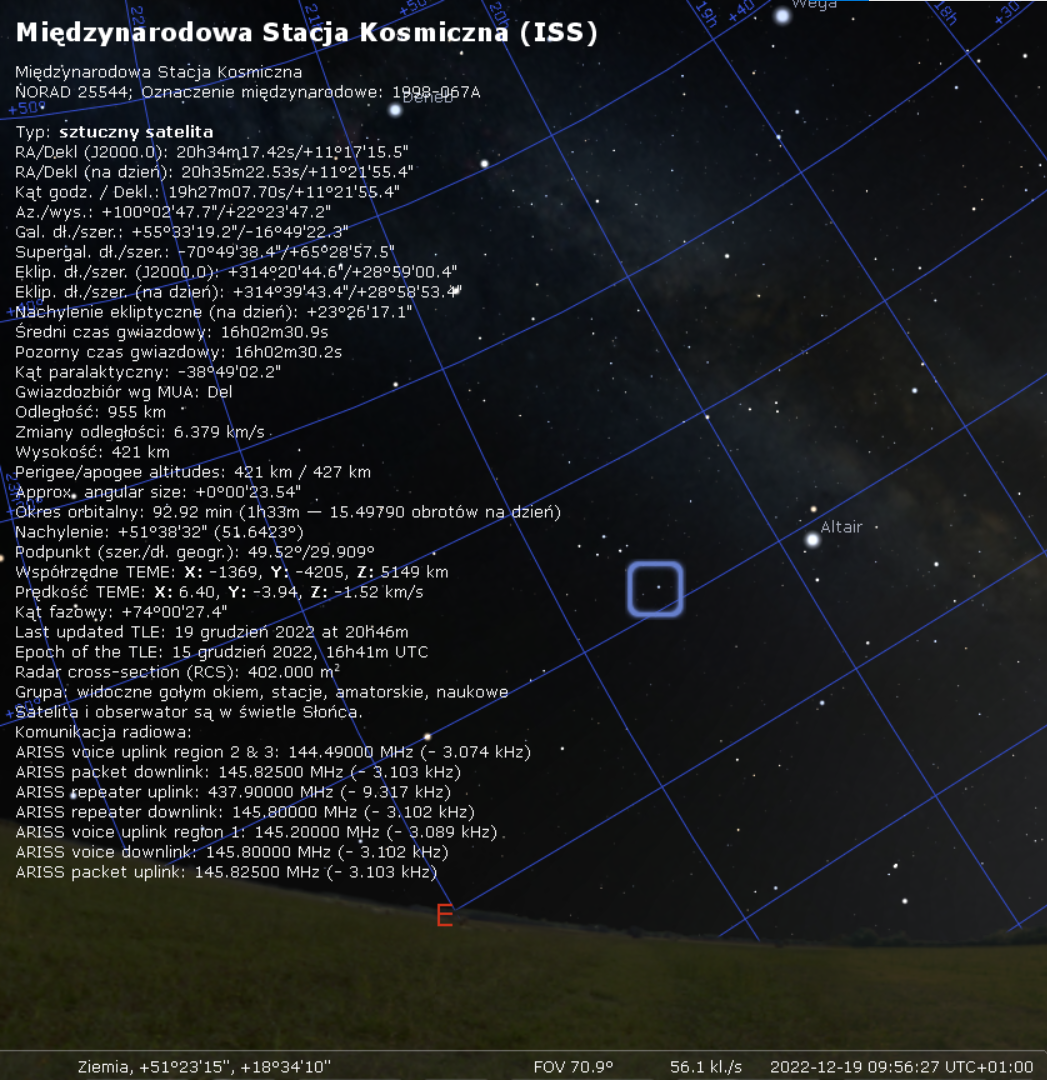 22h
21h
+50°
20h
19h
+40°
Wega
18h
+30°
Międzynarodowa Stacja Kosmiczna (ISS)
Międzynarodowa Stacja Kosmiczna
NORAD 25544; Oznaczenie międzynarodowe: 1998-067A
Deneb
+50°
Typ: sztuczny satelita
RA/Dekl (J2000.0): 20h34m17.42s/+11°17'15.5"
RA/Dekl (na dzień): 20h35m22.53s/+11°21'55.4"
Kąt godz. / Dekl.: 19h27m07.70s/+11°21'55.4"
Az./wys.: +100°02'47.7"/+22°23'47.2"
Gal. dł./szer.: +55°33'19.2"/-16°49'22.3"
Supergal. dł./szer.: -70°49'38.4"/+65°28'57.5"
Eklip. dł./szer. (J2000.0): +314°20'44.6"/+28°59'00.4"
Eklip. dł./szer. (na dzień): +314°39'43.4"/+28°58'53.4"
Nachylenie ekliptyczne (na dzień): +23°26'17.1"
Średni czas gwiazdowy: 16h02m30.9s
Pozorny czas gwiazdowy: 16h02m30.2s
Kąt paralaktyczny: -38°49'02.2"
Gwiazdozbiór wg MUA: Del
Odległość: 955 km
Zmiany odległości: 6.379 km/s
Wysokość: 421 km
Perigee/apogee altitudes: 421 km / 427 km
Approx. angular size: +0°00'23.54"
Okres orbitalny: 92.92 min (1h33m — 15.49790 obrotów na dzień)
Nachylenie: +51°38'32" (51.6423°)
Altair
Podpunkt (szer./dł. geogr.): 49.52°/29.909°
Współrzędne TEME: X: -1369, Y: -4205, Z: 5149 km
Prędkość TEME: X: 6.40, Y: -3.94, Z: -1.52 km/s
Kąt fazowy: +74°00'27.4"
Last updated TLE: 19 grudzień 2022 at 20h46m
Epoch of the TLE: 15 grudzień 2022, 16h41m UTC
Radar cross-section (RCS): 402.000 m²
Grupa: widoczne gołym okiem, stacje, amatorskie, naukowe
Satelita i obserwator są w świetle Słońca.
Komunikacja radiowa:
ARISS voice uplink region 2 & 3: 144.49000 MHz (- 3.074 kHz)
ARISS packet downlink: 145.82500 MHz (- 3.103 kHz)
ARISS repeater uplink: 437.90000 MHz (- 9.317 kHz)
ARISS repeater downlink: 145.80000 MHz (- 3.102 kHz)
ARISS voice uplink region 1: 145.20000 MHz (- 3.089 kHz)
ARISS voice downlink: 145.80000 MHz (- 3.102 kHz)
ARISS packet uplink: 145.82500 MHz (- 3.103 kHz)
E
Ziemia, +51°23'15", +18°34'10" FOV 70.9° 56.1 kl./s 2022-12-19 09:56:27 UTC+01:00